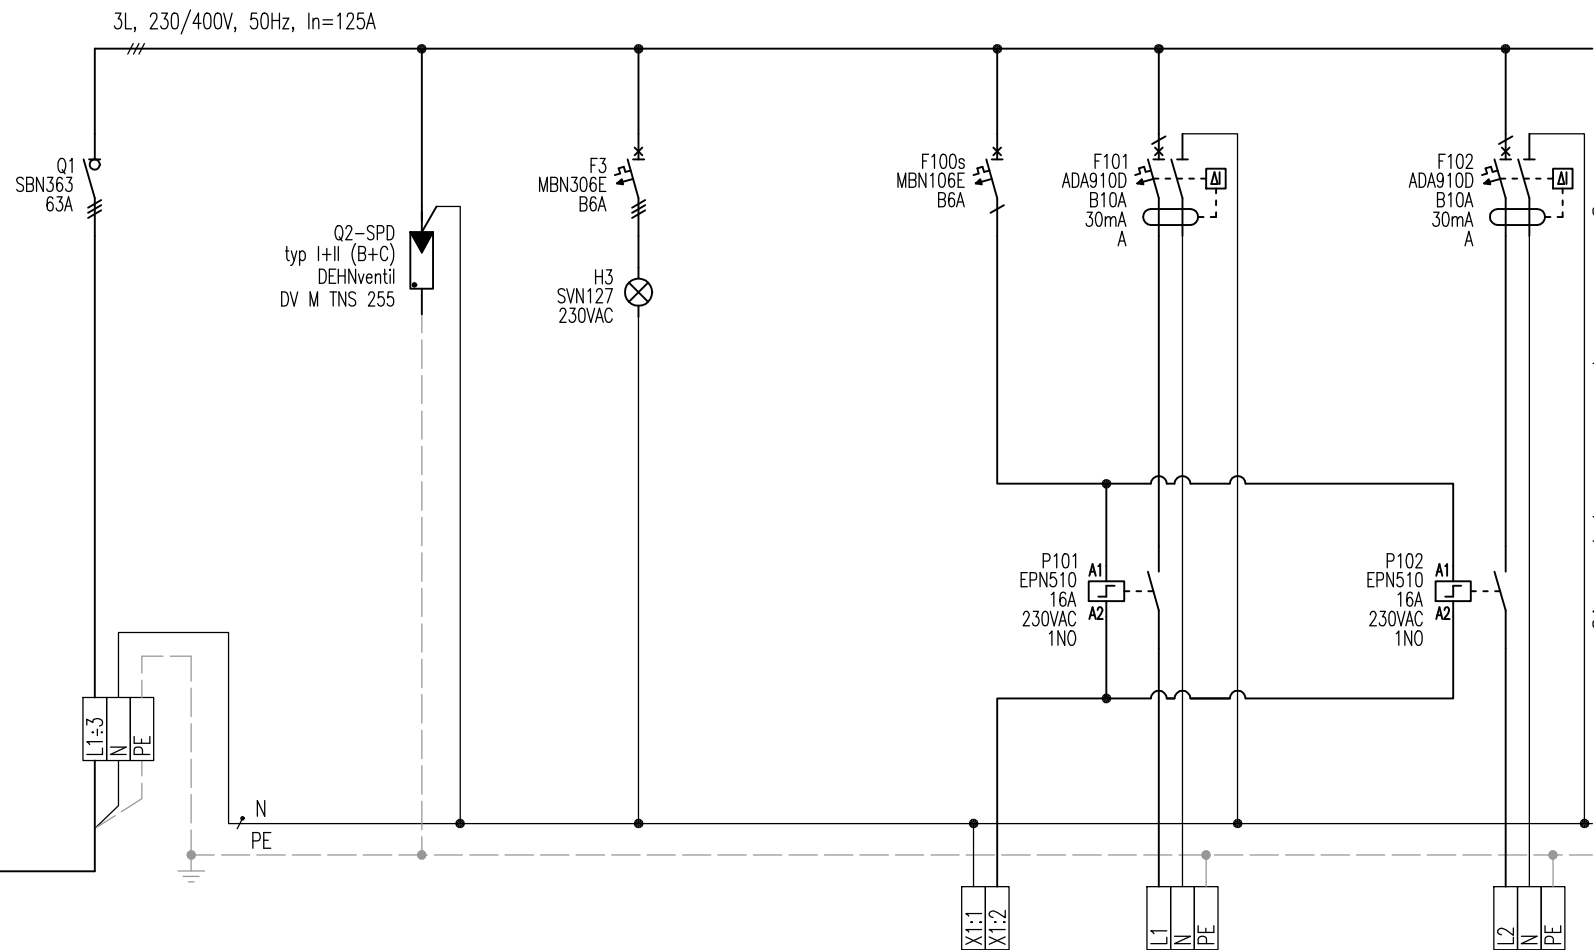 3L, 230/400V, 50Hz, In=125A
Q1
SBN363
63A
Q2-SPD
typ I+II (B+C)
DEHNventil
DV M TNS 255
F3
MBN306E
B6A
H3
SVN127
230VAC
F100s
MBN106E
B6A
F101
ADA910D
B10A
30mA
A
ΔI
F102
ADA910D
B10A
30mA
A
ΔI
P101
EPN510
16A
230VAC
1NO
A1
A2
P102
EPN510
16A
230VAC
1NO
A1
A2
L1÷3
N
PE
N
PE
X1:1
X1:2
L1
N
PE
L2
N
PE